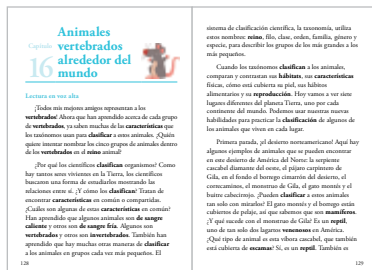 Capítulo
16
Animales
vertebrados
alrededor del
mundo
Lectura en voz alta
¡Todos mis mejores amigos representan a los
vertebrados! Ahora que han aprendido acerca de cada grupo
de vertebrados, ya saben muchas de las características que
los taxónomos usan para clasificar a estos animales. ¿Quién
quiere intentar nombrar los cinco grupos de animales dentro
de los vertebrados en el reino animal?
¿Por qué los científicos clasifican organismos? Como
hay tantos seres vivientes en la Tierra, los científicos
buscaron una forma de estudiarlos mostrando las
relaciones entre sí. ¿Y cómo los clasifican? Tratan de
encontrar características en común o compartidas.
¿Cuáles son algunas de estas características en común?
Han aprendido que algunos animales son de sangre
caliente y otros son de sangre fría. Algunos son
vertebrados y otros son invertebrados. También han
aprendido que hay muchas otras maneras de clasificar
a los animales en grupos cada vez más pequeños. El
128
sistema de clasificación científica, la taxonomía, utiliza
estos nombres: reino, filo, clase, orden, familia, género y
especie, para describir los grupos de los más grandes a los
más pequeños.
Cuando los taxónomos clasifican a los animales,
comparan y contrastan sus hábitats, sus características
físicas, cómo está cubierta su piel, sus hábitos
alimentarios y su reproducción. Hoy vamos a ver siete
lugares diferentes del planeta Tierra, uno por cada
continente del mundo. Podemos usar nuestras nuevas
habilidades para practicar la clasificación de algunos de
los animales que viven en cada lugar.
Primera parada, ¡el desierto norteamericano! Aquí hay
algunos ejemplos de animales que se pueden encontrar
en este desierto de América del Norte: la serpiente
cascabel diamante del oeste, el pájaro carpintero de
Gila, en el fondo el borrego cimarrón del desierto, el
correcaminos, el monstruo de Gila, el gato montés y el
buitre cabecirrojo. ¿Pueden clasificar a estos animales
tan solo con mirarlos? El gato montés y el borrego están
cubiertos de pelaje, así que sabemos que son mamíferos.
¿Y qué sucede con el monstruo de Gila? Es un reptil,
uno de tan solo dos lagartos venenosos en América.
¿Qué tipo de animal es esta víbora cascabel, que también
está cubierta de escamas? Sí, es un reptil. También es
129